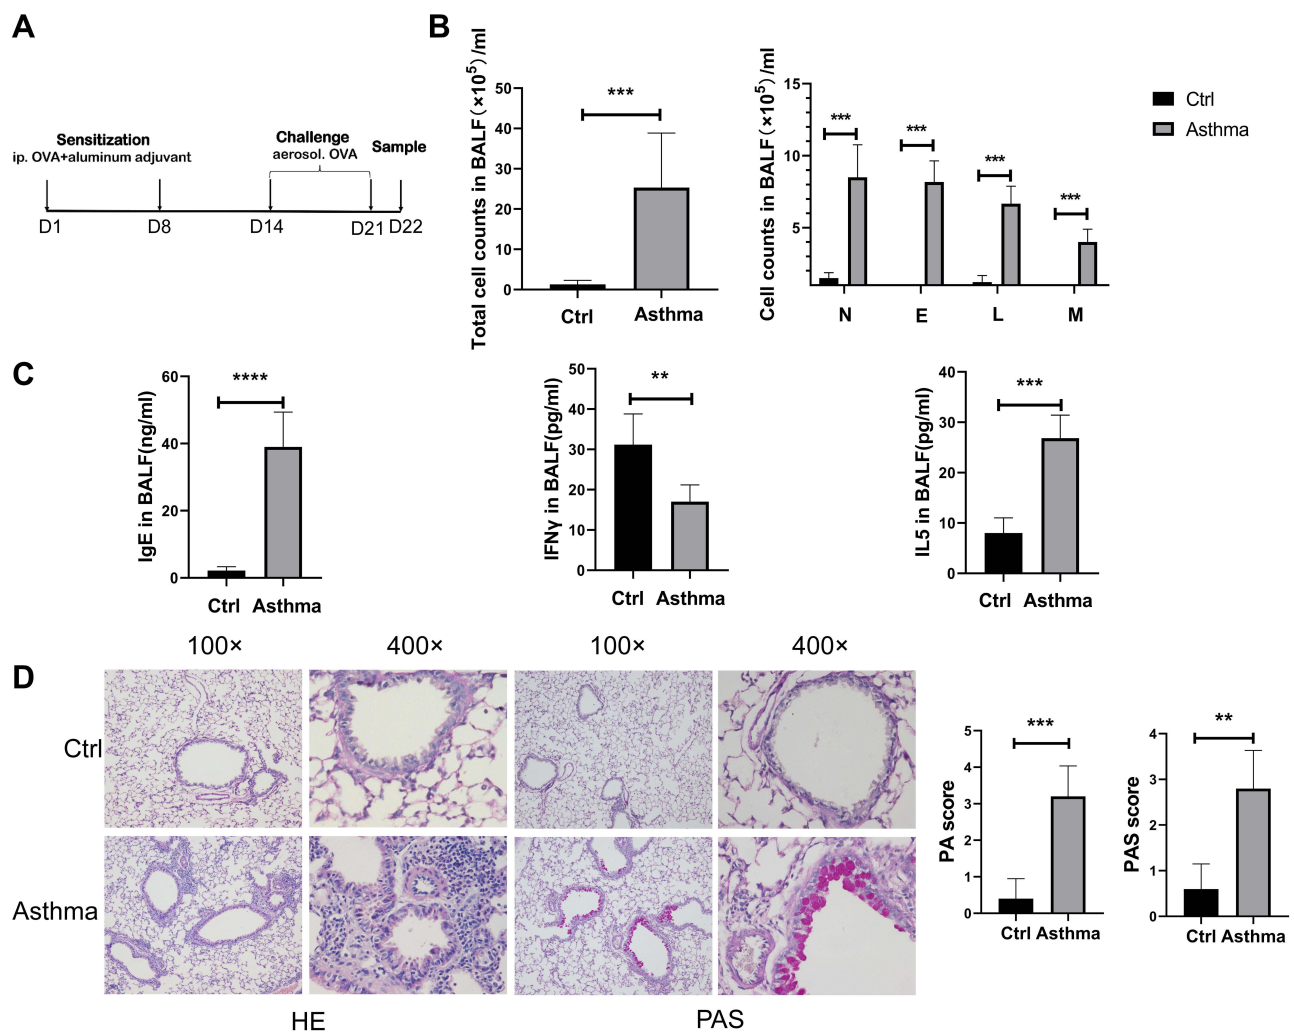 A
Sensitization
ip. OVA+aluminum adjuvant
Challenge
aerosol. OVA
Sample
D1
D8
D14
D21
D22
B
Total cell counts in BALF(×10⁵)/ml
50
40
30
20
10
0
***
Ctrl
Asthma
Cell counts in BALF(×10⁵)/ml
15
10
5
***
***
***
***
N
E
L
M
Ctrl
Asthma
C
IgE in BALF(ng/ml)
60
40
20
0
****
Ctrl
Asthma
IFNγ in BALF(pg/ml)
50
40
30
20
10
0
**
Ctrl
Asthma
IL5 in BALF(pg/ml)
40
30
20
10
0
***
Ctrl
Asthma
D
100×
400×
100×
400×
Ctrl
Asthma
HE
PAS
PA score
5
4
3
2
1
0
***
Ctrl
Asthma
PAS score
4
3
2
1
0
**
Ctrl
Asthma